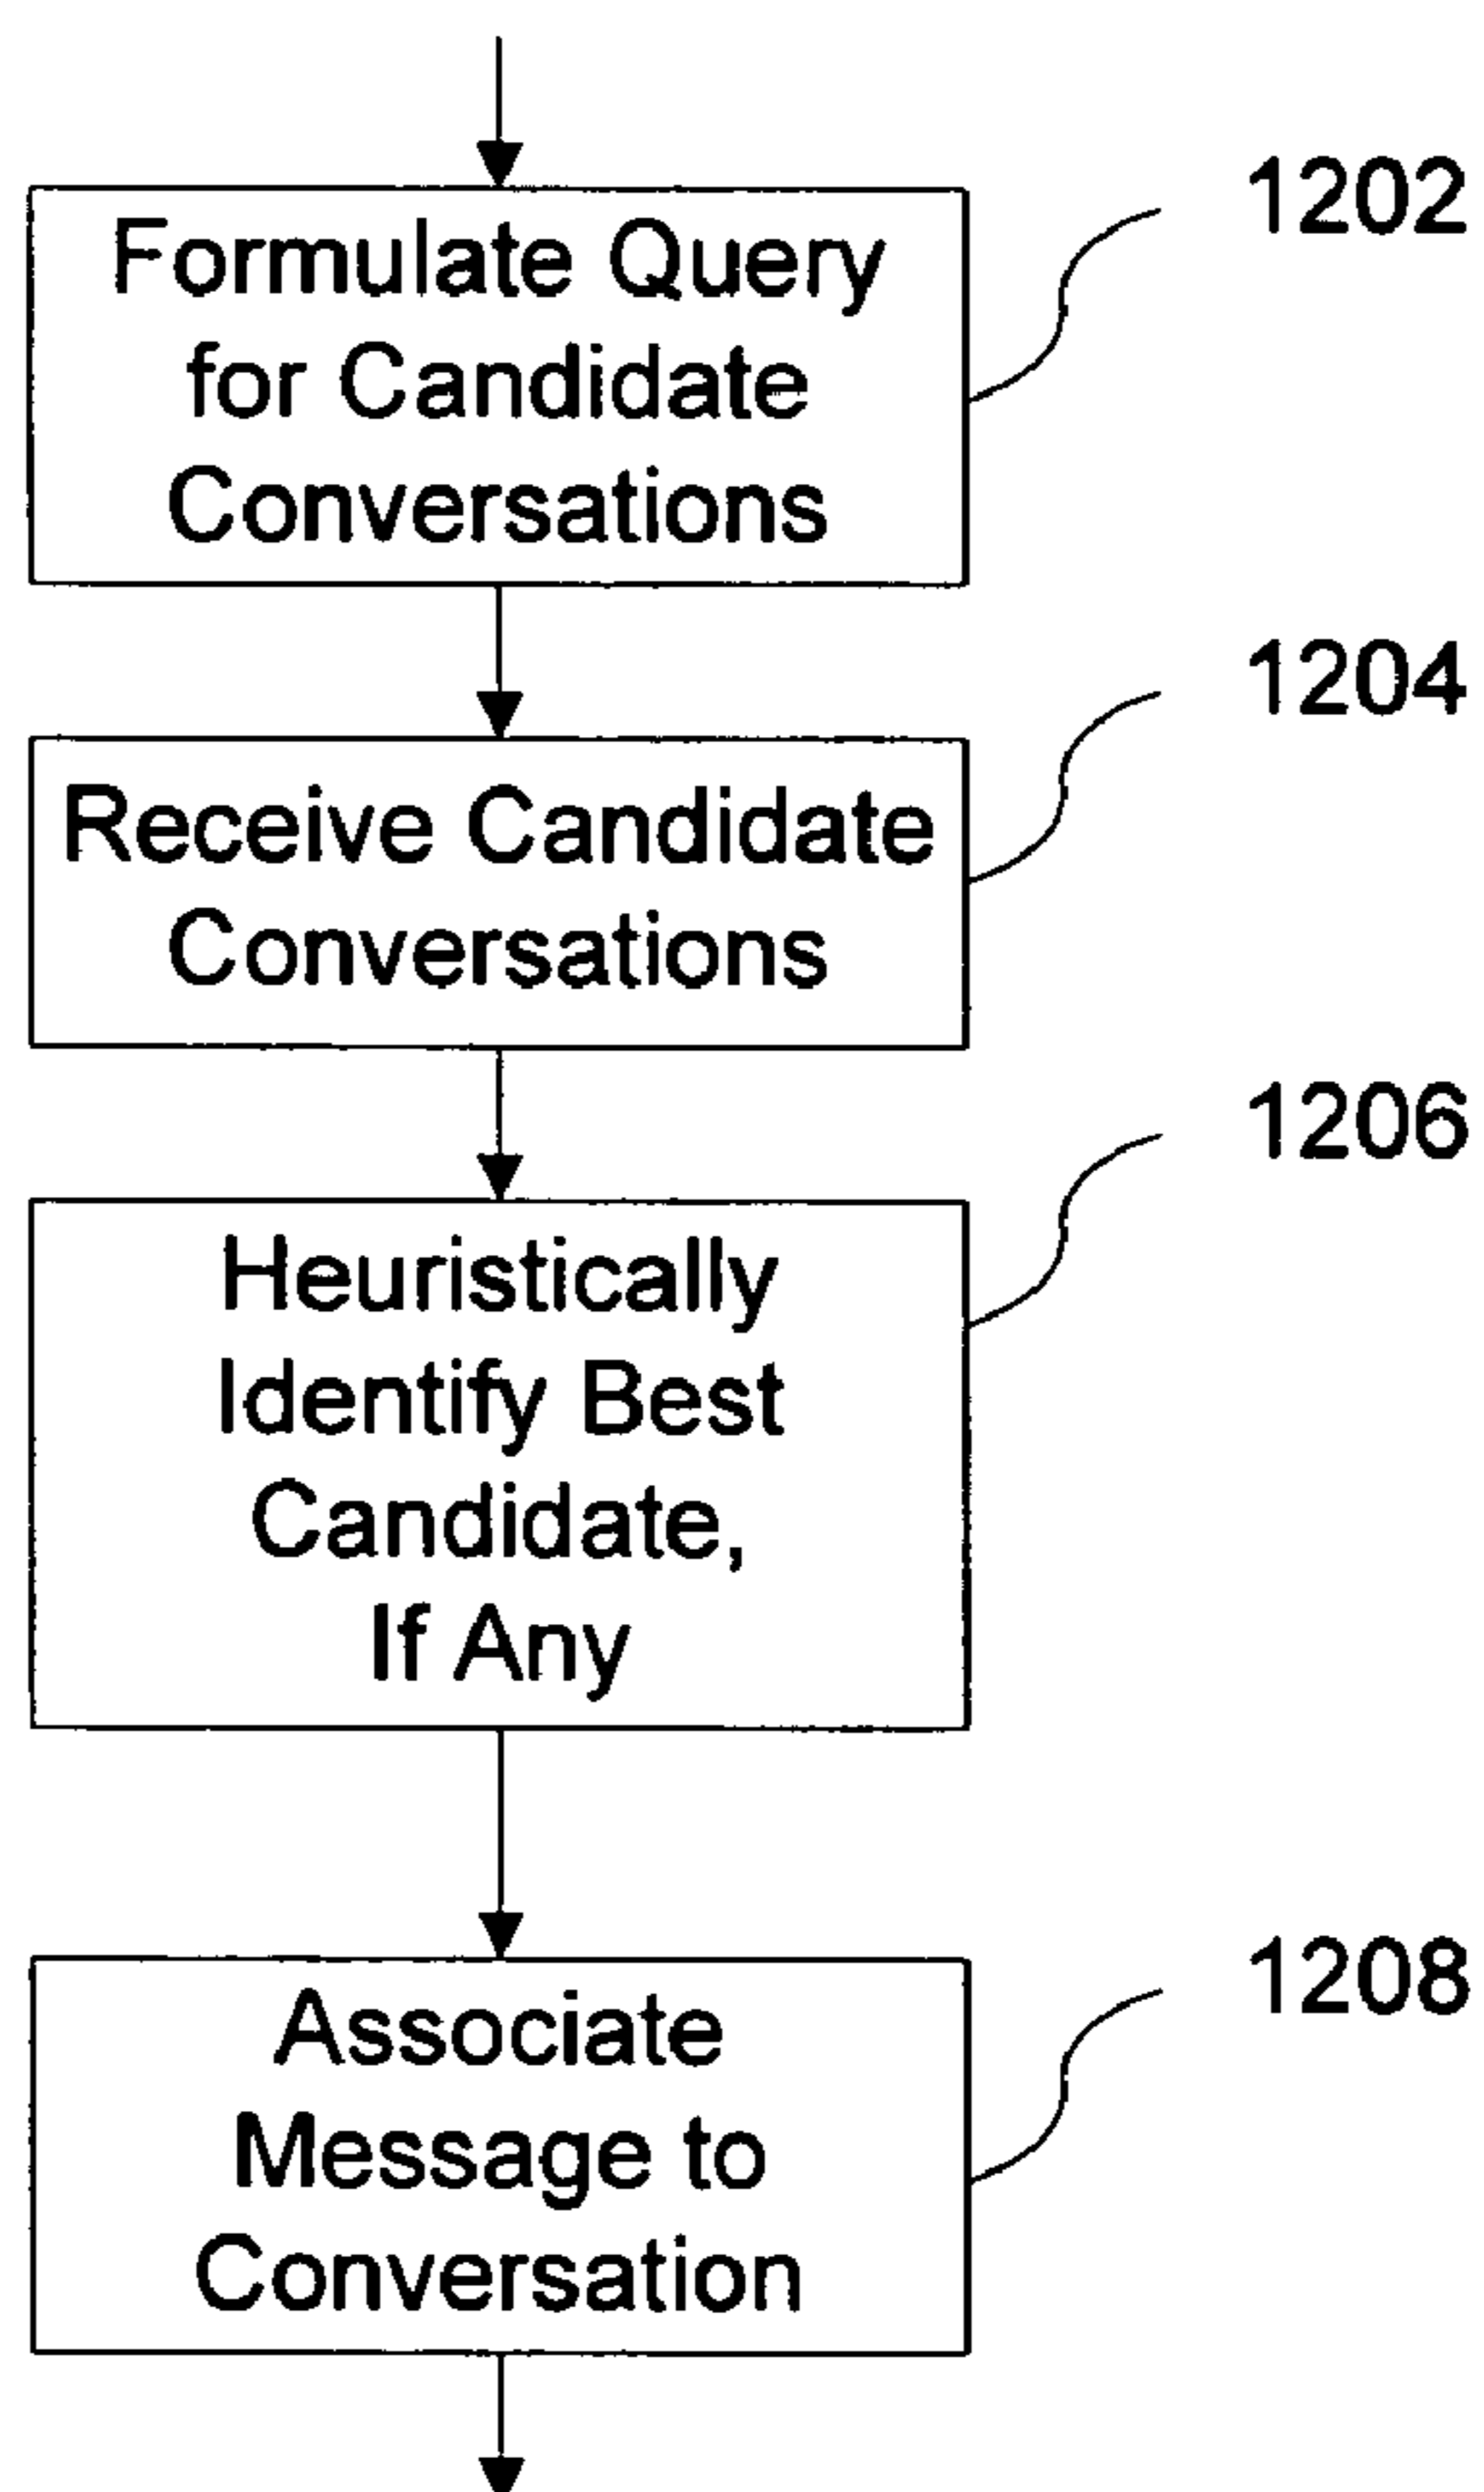 1202
Formulate Query
for Candidate
Conversations
1204
Receive Candidate
Conversations
1206
Heuristically
Identify Best
Candidate,
If Any
1208
Associate
Message to
Conversation